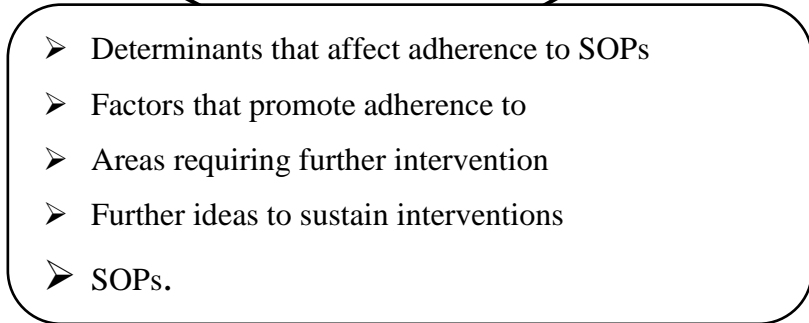 ➢ Determinants that affect adherence to SOPs
➢ Factors that promote adherence to
➢ Areas requiring further intervention
➢ Further ideas to sustain interventions
➢ SOPs.